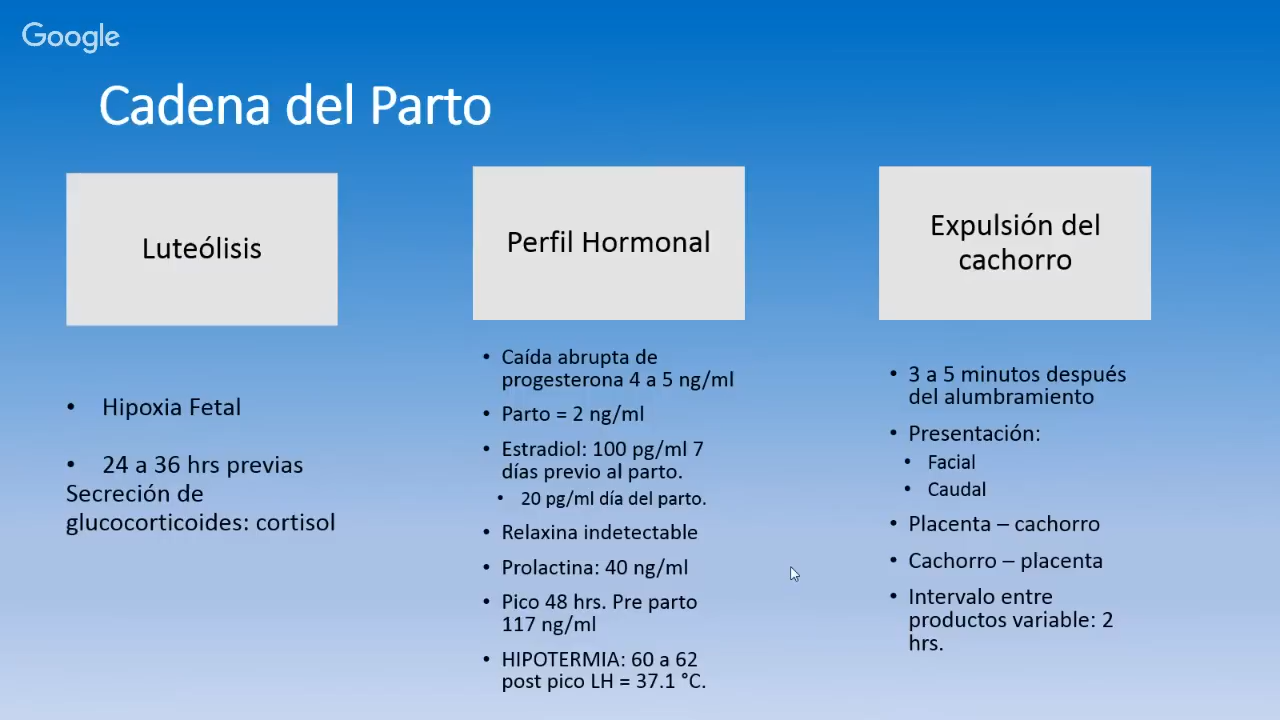 Google
Cadena del Parto
Luteólisis
• Hipoxia Fetal
• 24 a 36 hrs previas
Secreción de
glucocorticoides: cortisol
Perfil Hormonal
• Caída abrupta de
progesterona 4 a 5 ng/ml
• Parto = 2 ng/ml
• Estradiol: 100 pg/ml 7
días previo al parto.
• 20 pg/ml día del parto.
• Relaxina indetectable
• Prolactina: 40 ng/ml
• Pico 48 hrs. Pre parto
117 ng/ml
• HIPOTERMIA: 60 a 62
post pico LH = 37.1 °C.
Expulsión del
cachorro
• 3 a 5 minutos después
del alumbramiento
• Presentación:
• Facial
• Caudal
• Placenta – cachorro
• Cachorro – placenta
• Intervalo entre
productos variable: 2
hrs.